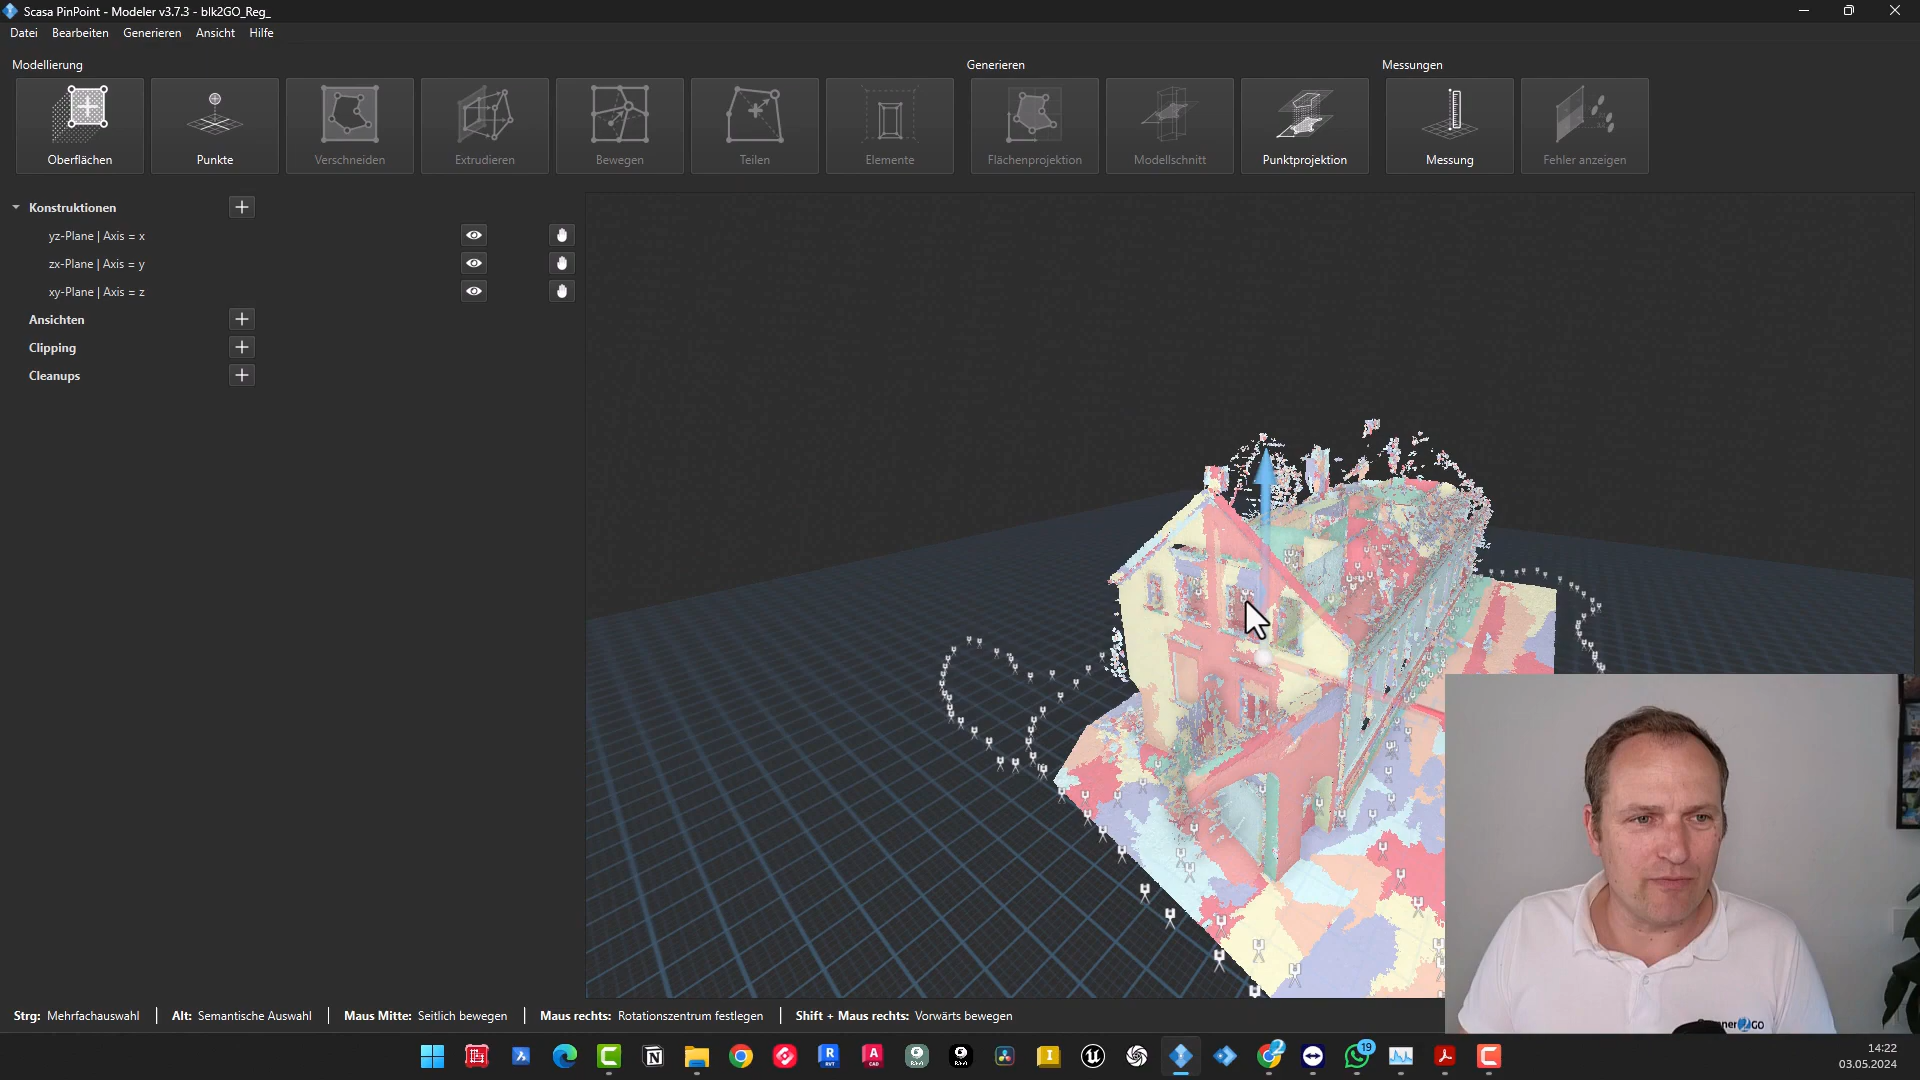 Scasa PinPoint - Modeler v3.7.3 - blk2GO_Reg_
Datei Bearbeiten Generieren Ansicht Hilfe
Modellierung Generieren Messungen
Oberflächen Punkte Verschneiden Extrudieren Bewegen Teilen Elemente Flächenprojektion Modellschnitt Punktprojektion Messung Fehler anzeigen
Konstruktionen
yz-Plane | Axis = x
zx-Plane | Axis = y
xy-Plane | Axis = z
Ansichten
Clipping
Cleanups
Strg: Mehrfachauswahl Alt: Semantische Auswahl Maus Mitte: Seitlich bewegen Maus rechts: Rotationszentrum festlegen Shift + Maus rechts: Vorwärts bewegen
14:22
03.05.2024
19
2